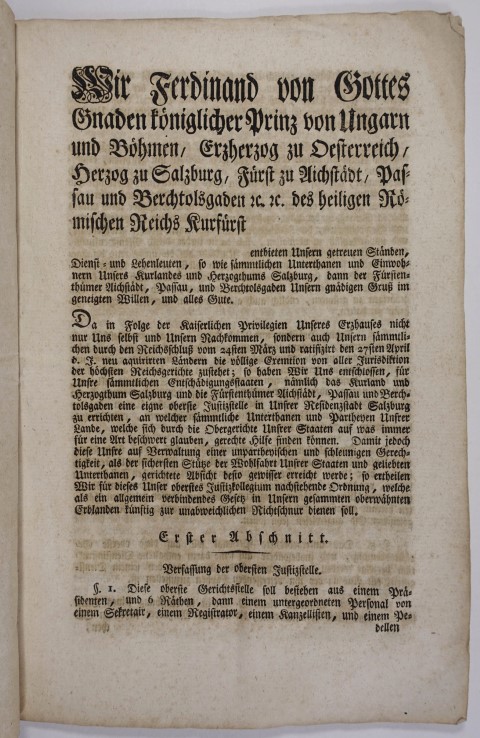 Wir Ferdinand von Gottes
Gnaden königlicher Prinz von Ungarn
und Böhmen, Erzherzog zu Oesterreich,
Herzog zu Salzburg, Fürst zu Aichstädt, Pas-
sau und Berchtolsgaden ꝛc. ꝛc. des heiligen Rö-
mischen Reichs Kurfürst
entbieten Unsern getreuen Ständen,
Dienst- und Lehenleuten, so wie sämmtlichen Unterthanen und Einwoh-
nern Unsers Kurlandes und Herzogthums Salzburg, dann der Fürsten-
thümer Aichstädt, Passau, und Berchtolsgaden Unsern gnädigen Gruß im
geneigten Willen, und alles Gute.
Da in Folge der Kaiserlichen Privilegien Unseres Erzhauses nicht
nur Uns selbst und Unsern Nachkommen, sondern auch Unsern sämmtli-
chen durch den Reichsschluß vom 24sten März und ratifizirt den 27sten April
d. J. neu aquirirten Ländern die völlige Exemtion von aller Jurisdiktion
der höchsten Reichsgerichte zustehet; so haben Wir Uns entschlossen, für
Unsre sämmtlichen Entschädigungsstaaten, nämlich das Kurland und
Herzogthum Salzburg und die Fürstenthümer Aichstädt, Passau und Berch-
tolsgaden eine eigne oberste Justizstelle in Unsrer Residenzstadt Salzburg
zu errichten, an welcher sämmtliche Unterthanen und Partheyen Unsrer
Lande, welche sich durch die Obergerichte Unsrer Staaten auf was immer
für eine Art beschwert glauben, gerechte Hilfe finden können. Damit jedoch
diese Unsre auf Verwaltung einer unpartheyischen und schleunigen Gerech-
tigkeit, als der sichersten Stütze der Wohlfahrt Unsrer Staaten und geliebten
Unterthanen, gerichtete Absicht desto gewisser erreicht werde; so ertheilen
Wir für dieses Unser oberstes Justizkollegium nachstehende Ordnung, welche
als ein allgemein verbindendes Gesetz in Unsern gesammten oberwähnten
Erblanden künftig zur unabweichlichen Richtschnur dienen soll.
Erster Abschnitt.
Verfassung der obersten Justizstelle.
§. 1. Diese oberste Gerichtsstelle soll bestehen aus einem Prä-
sidenten, und 6 Räthen, dann einem untergeordneten Personal von
einem Sekretair, einem Registrator, einem Kanzellisten, und einem Pe-
dellen